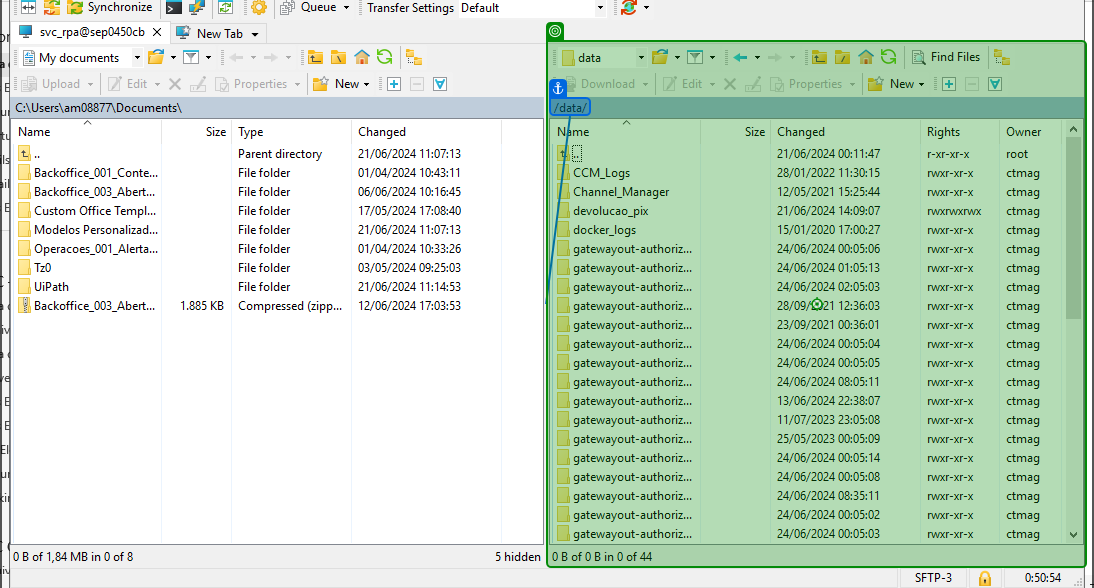 Synchronize Queue Transfer Settings Default
svc_rpa@sep0450cb New Tab
My documents data Find Files
Upload Edit Properties New Download Edit Properties New
C:\Users\am08877\Documents\ /data/
Name Size Type Changed Name Size Changed Rights Owner
.. Parent directory 21/06/2024 11:07:13 .. 21/06/2024 00:11:47 r-xr-xr-x root
Backoffice_001_Conte... File folder 01/04/2024 10:43:11 CCM_Logs 28/01/2022 11:30:15 rwxr-xr-x ctmag
Backoffice_003_Abert... File folder 06/06/2024 10:16:45 Channel_Manager 12/05/2021 15:25:44 rwxr-xr-x ctmag
Custom Office Templ... File folder 17/05/2024 17:08:40 devolucao_pix 21/06/2024 14:09:07 rwxrwxrwx ctmag
Modelos Personalizad... File folder 21/06/2024 11:07:13 docker_logs 15/01/2020 17:00:27 rwxr-xr-x ctmag
Operacoes_001_Alerta... File folder 01/04/2024 10:33:26 gatewayout-authoriz... 24/06/2024 00:05:06 rwxr-xr-x ctmag
Tz0 File folder 03/05/2024 09:25:03 gatewayout-authoriz... 24/06/2024 01:05:13 rwxr-xr-x ctmag
UiPath File folder 21/06/2024 11:14:53 gatewayout-authoriz... 24/06/2024 02:05:03 rwxr-xr-x ctmag
Backoffice_003_Abert... 1.885 KB Compressed (zipp... 12/06/2024 17:03:53 gatewayout-authoriz... 28/09/2021 12:36:03 rwxr-xr-x ctmag
gatewayout-authoriz... 23/09/2021 00:36:01 rwxr-xr-x ctmag
gatewayout-authoriz... 24/06/2024 00:05:04 rwxr-xr-x ctmag
gatewayout-authoriz... 24/06/2024 00:05:05 rwxr-xr-x ctmag
gatewayout-authoriz... 24/06/2024 08:05:11 rwxr-xr-x ctmag
gatewayout-authoriz... 13/06/2024 22:38:07 rwxr-xr-x ctmag
gatewayout-authoriz... 11/07/2023 23:05:08 rwxr-xr-x ctmag
gatewayout-authoriz... 25/05/2023 00:05:09 rwxr-xr-x ctmag
gatewayout-authoriz... 24/06/2024 00:05:14 rwxr-xr-x ctmag
gatewayout-authoriz... 24/06/2024 00:05:08 rwxr-xr-x ctmag
gatewayout-authoriz... 24/06/2024 08:35:11 rwxr-xr-x ctmag
gatewayout-authoriz... 24/06/2024 00:05:02 rwxr-xr-x ctmag
gatewayout-authoriz... 24/06/2024 00:05:03 rwxr-xr-x ctmag
0 B of 1,84 MB in 0 of 8 5 hidden 0 B of 0 B in 0 of 44
SFTP-3 0:50:54